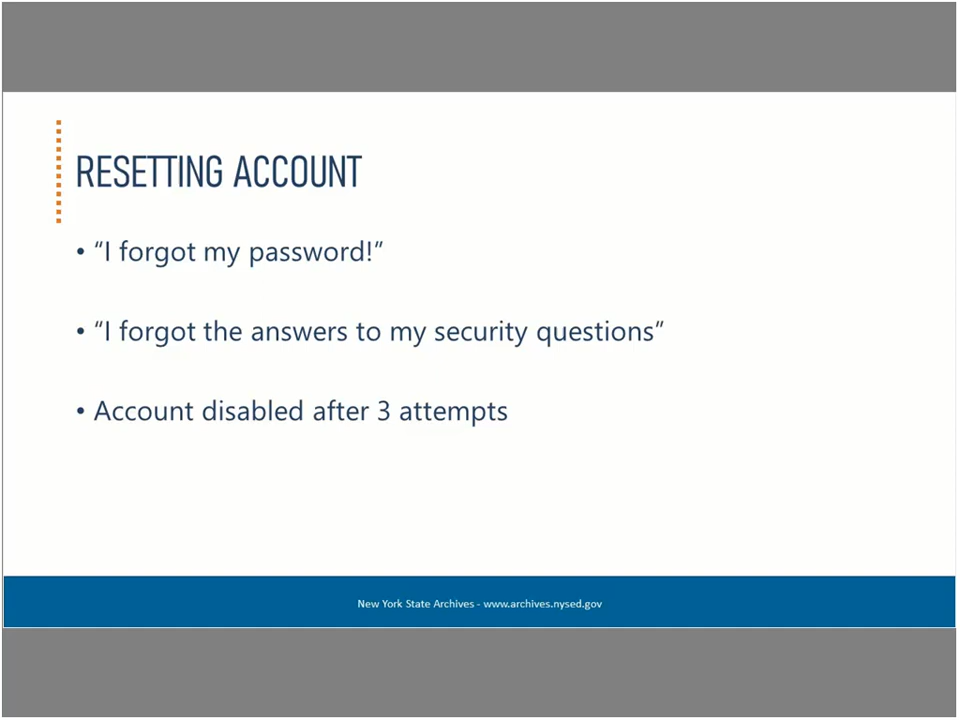 RESETTING ACCOUNT
• “I forgot my password!”
• “I forgot the answers to my security questions”
• Account disabled after 3 attempts
New York State Archives - www.archives.nysed.gov